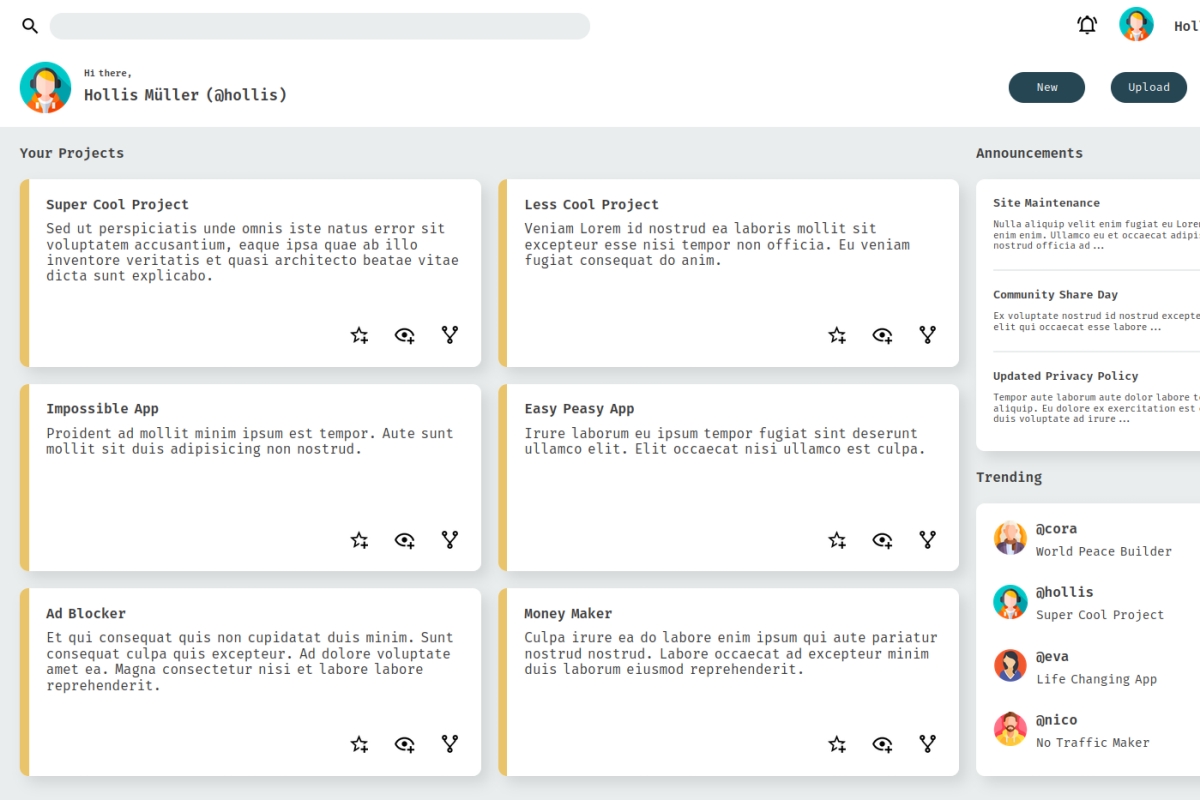 Hi there,
Hollis Müller (@hollis)
New
Upload
Your Projects
Super Cool Project
Sed ut perspiciatis unde omnis iste natus error sit
voluptatem accusantium, eaque ipsa quae ab illo
inventore veritatis et quasi architecto beatae vitae
dicta sunt explicabo.
Less Cool Project
Veniam Lorem id nostrud ea laboris mollit sit
excepteur esse nisi tempor non officia. Eu veniam
fugiat consequat do anim.
Impossible App
Proident ad mollit minim ipsum est tempor. Aute sunt
mollit sit duis adipisicing non nostrud.
Easy Peasy App
Irure laborum eu ipsum tempor fugiat sint deserunt
ullamco elit. Elit occaecat nisi ullamco est culpa.
Ad Blocker
Et qui consequat quis non cupidatat duis minim. Sunt
consequat culpa quis excepteur. Ad dolore voluptate
amet ea. Magna consectetur nisi et labore labore
reprehenderit.
Money Maker
Culpa irure ea do labore enim ipsum qui aute pariatur
nostrud nostrud. Labore occaecat ad excepteur minim
duis laborum eiusmod reprehenderit.
Announcements
Site Maintenance
Nulla aliquip velit enim fugiat eu
enim enim. Ullamco eu et occaecat
nostrud officia ad ...
Community Share Day
Ex voluptate nostrud id nostrud
elit qui occaecat esse labore ...
Updated Privacy Policy
Tempor aute laborum aute dolor labore
aliquip. Eu dolore ex exercitation est
duis voluptate ad irure ...
Trending
@cora
World Peace Builder
@hollis
Super Cool Project
@eva
Life Changing App
@nico
No Traffic Maker